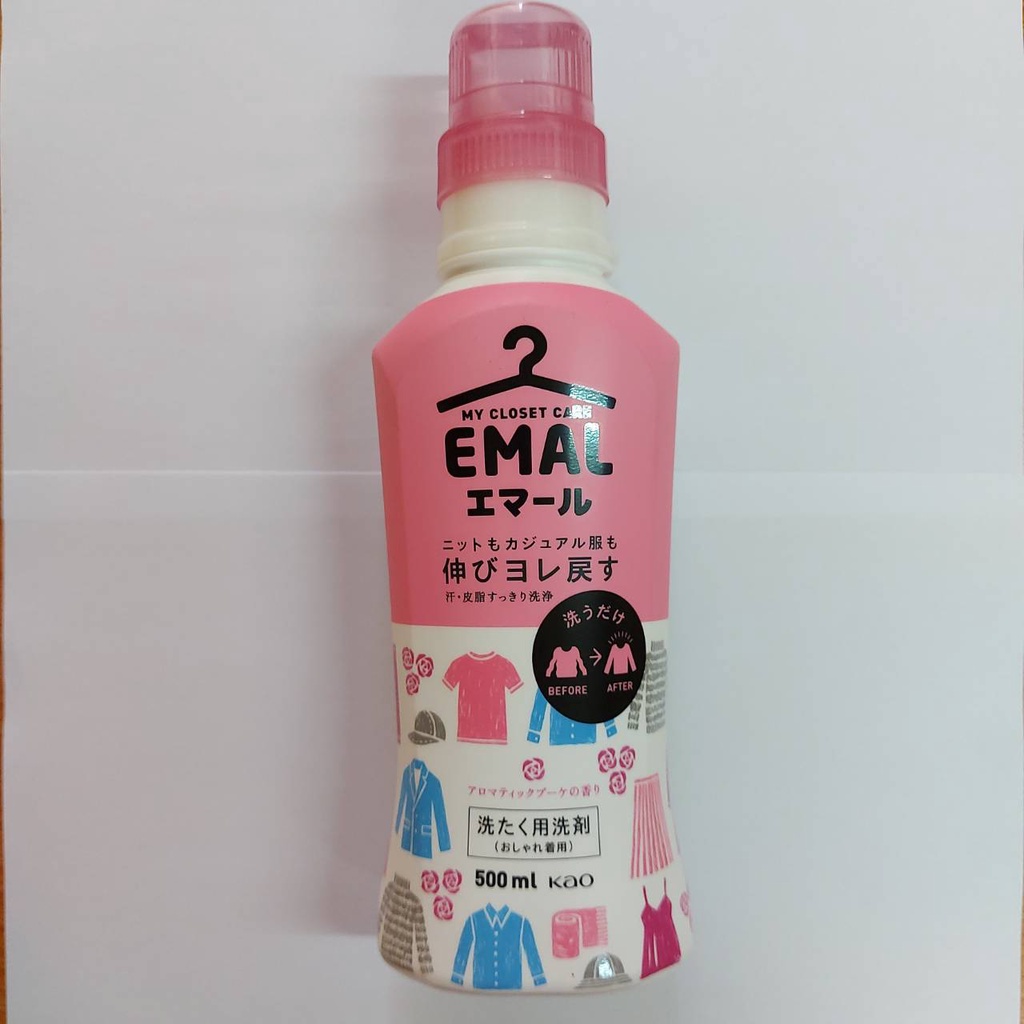 MY CLOSET CARE
EMAL
エマール
ニットもカジュアル服も
伸びヨレ戻す
汗・皮脂すっきり洗浄
洗うだけ
BEFORE AFTER
アロマティックブーケの香り
洗たく用洗剤
(おしゃれ着用)
500ml Kao